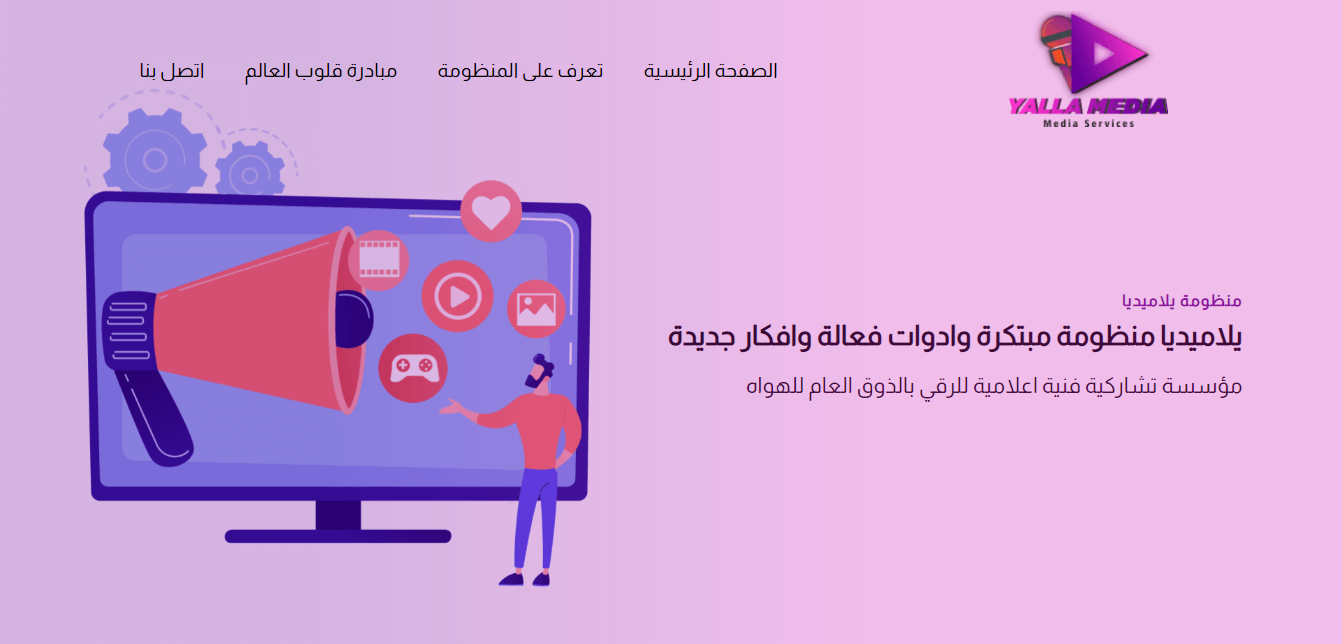 YALLA MEDIA
Media Services
الصفحة الرئيسية تعرف على المنظومة مبادرة قلوب العالم اتصل بنا
منظومة يلاميديا
يلاميديا منظومة مبتكرة وادوات فعالة وافكار جديدة
مؤسسة تشاركية فنية اعلامية للرقي بالذوق العام للهواه